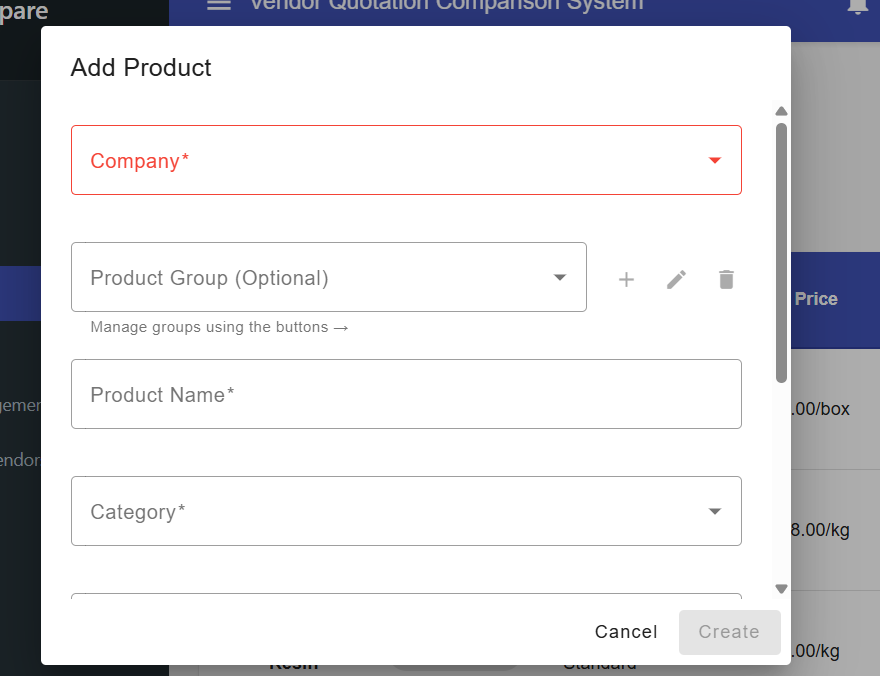 pare
Vendor Quotation Comparison System
Add Product
Company*
Product Group (Optional)
Manage groups using the buttons →
Price
Product Name*
gemen
.00/box
endor
Category*
8.00/kg
Cancel
Create
.00/kg
Resin
Standard